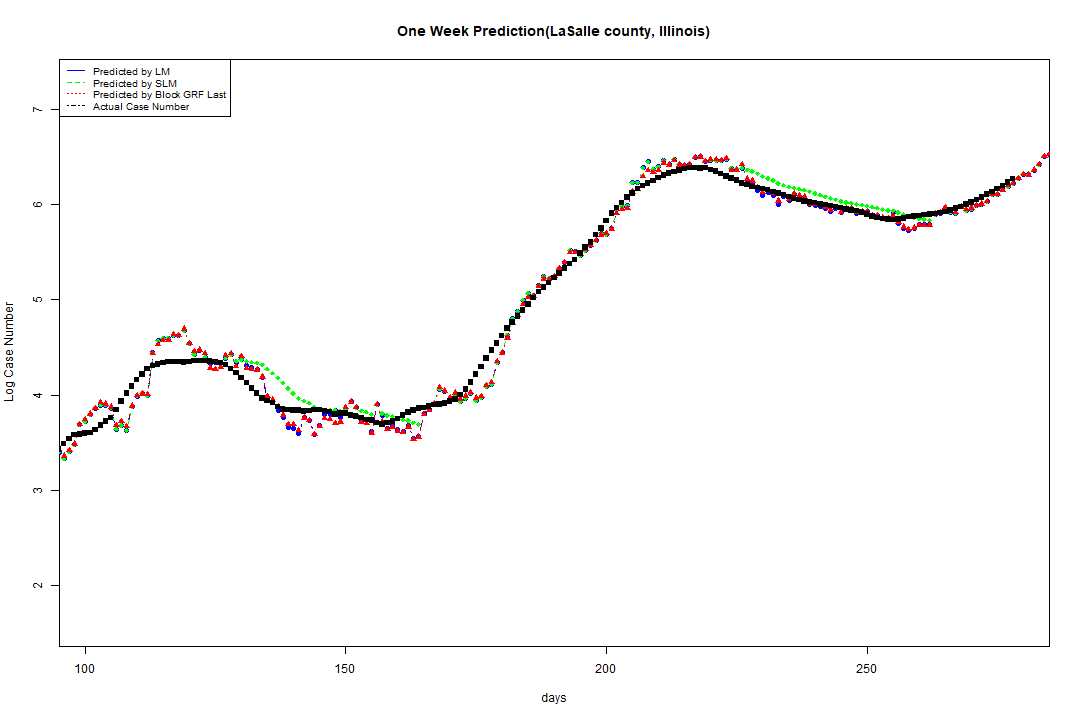 One Week Prediction(LaSalle county, Illinois)
Predicted by LM
Predicted by SLM
Predicted by Block GRF Last
Actual Case Number
7
6
5
4
3
2
Log Case Number
100 150 200 250
days